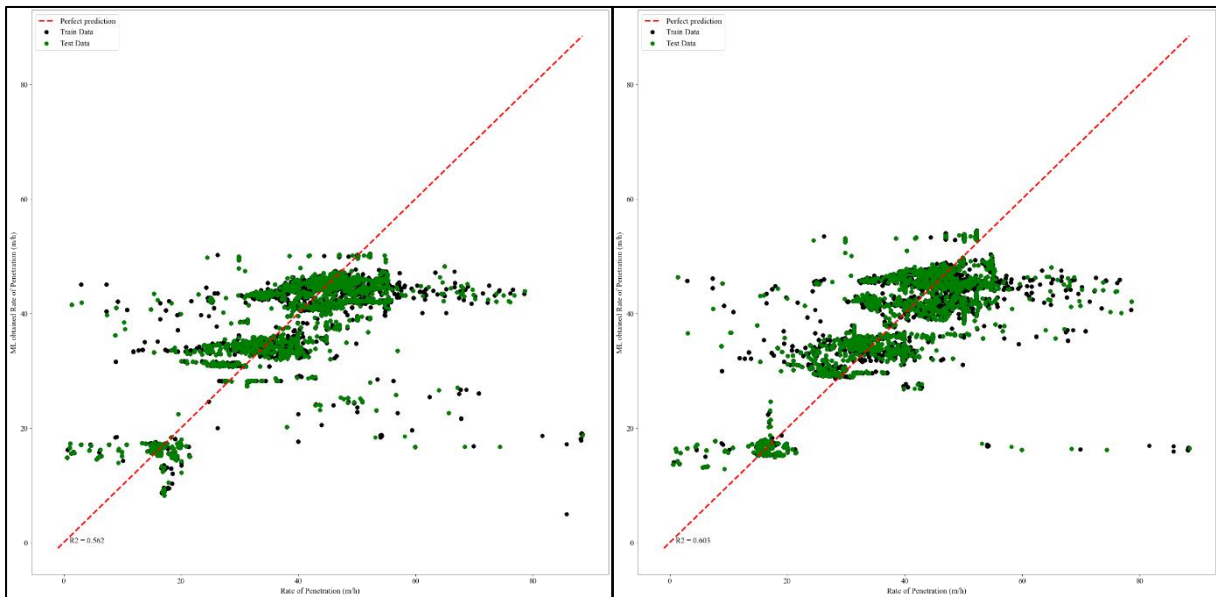 Perfect prediction
Train Data
Test Data
80
60
40
20
0
ML obtained Rate of Penetration (m/h)
R2 = 0.562
0 20 40 60 80
Rate of Penetration (m/h)
Perfect prediction
Train Data
Test Data
80
60
40
20
0
ML obtained Rate of Penetration (m/h)
R2 = 0.603
0 20 40 60 80
Rate of Penetration (m/h)